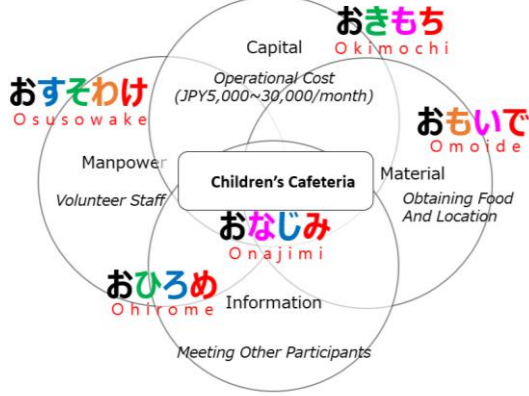 おきもち
Okimochi
Capital
Operational Cost
(JPY5,000~30,000/month)
おすそわけ
Osusowake
おもいで
Omoide
Manpower
Volunteer Staff
Children's Cafeteria
Material
Obtaining Food
And Location
おなじみ
Onajimi
おひろめ
Ohirome
Information
Meeting Other Participants